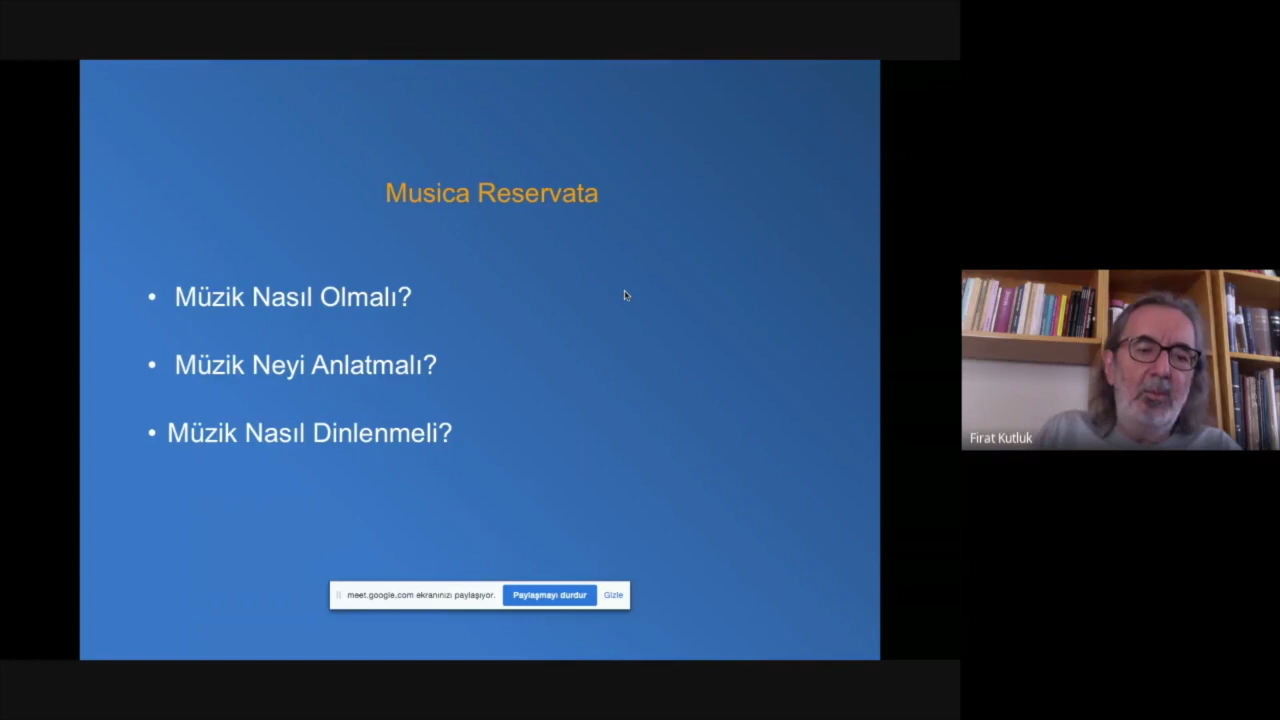 Musica Reservata
• Müzik Nasıl Olmalı?
• Müzik Neyi Anlatmalı?
• Müzik Nasıl Dinlenmeli?
meet.google.com ekranınızı paylaşıyor. Paylaşmayı durdur Gizle
Firat Kutluk